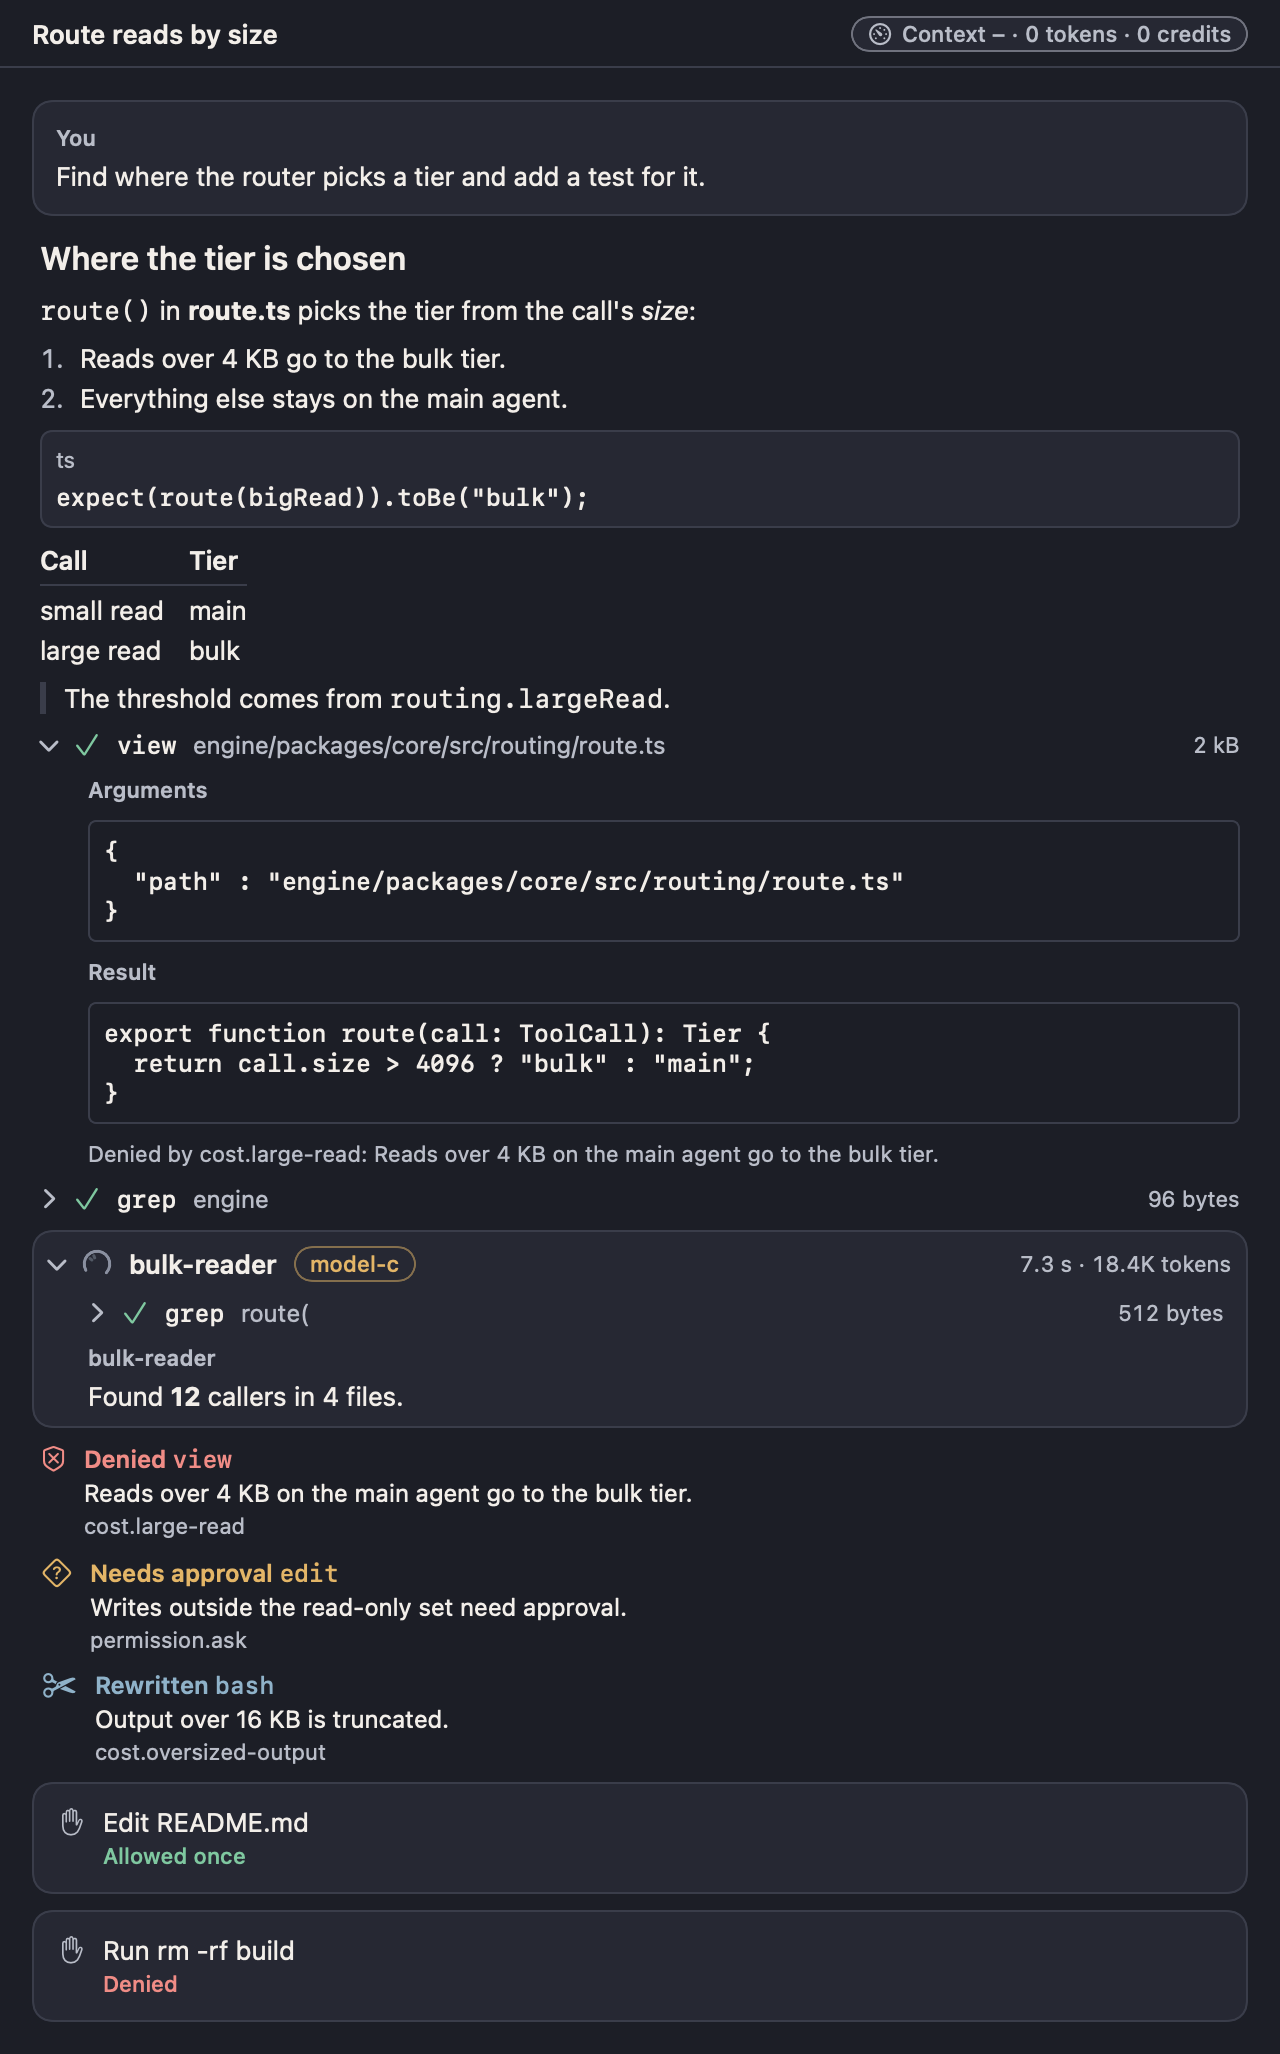 Route reads by size
Context – · 0 tokens · 0 credits
You
Find where the router picks a tier and add a test for it.
Where the tier is chosen
route() in route.ts picks the tier from the call's size:
1. Reads over 4 KB go to the bulk tier.
2. Everything else stays on the main agent.
ts
expect(route(bigRead)).toBe("bulk");
Call Tier
small read main
large read bulk
The threshold comes from routing.largeRead.
view engine/packages/core/src/routing/route.ts 2 kB
Arguments
{
  "path" : "engine/packages/core/src/routing/route.ts"
}
Result
export function route(call: ToolCall): Tier {
  return call.size > 4096 ? "bulk" : "main";
}
Denied by cost.large-read: Reads over 4 KB on the main agent go to the bulk tier.
grep engine 96 bytes
bulk-reader model-c 7.3 s · 18.4K tokens
grep route( 512 bytes
bulk-reader
Found 12 callers in 4 files.
Denied view
Reads over 4 KB on the main agent go to the bulk tier.
cost.large-read
Needs approval edit
Writes outside the read-only set need approval.
permission.ask
Rewritten bash
Output over 16 KB is truncated.
cost.oversized-output
Edit README.md
Allowed once
Run rm -rf build
Denied